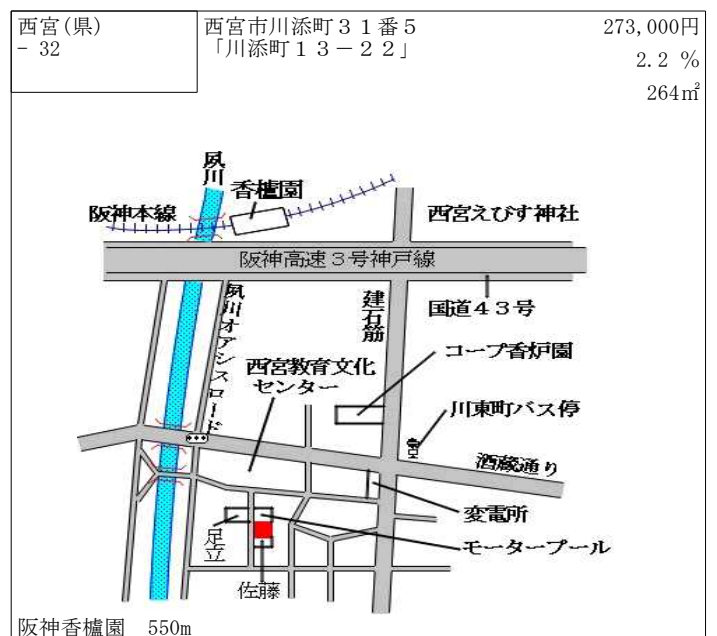 西宮(県)
- 32
西宮市川添町３１番５
「川添町１３－２２」
273,000円
2.2 %
264㎡
夙川
香櫨園
阪神本線
西宮えびす神社
阪神高速３号神戸線
国道４３号
夙川オアシスロード
建石筋
コープ香炉園
西宮教育文化
センター
川東町バス停
酒蔵通り
変電所
モータープール
足立
佐藤
阪神香櫨園　550m